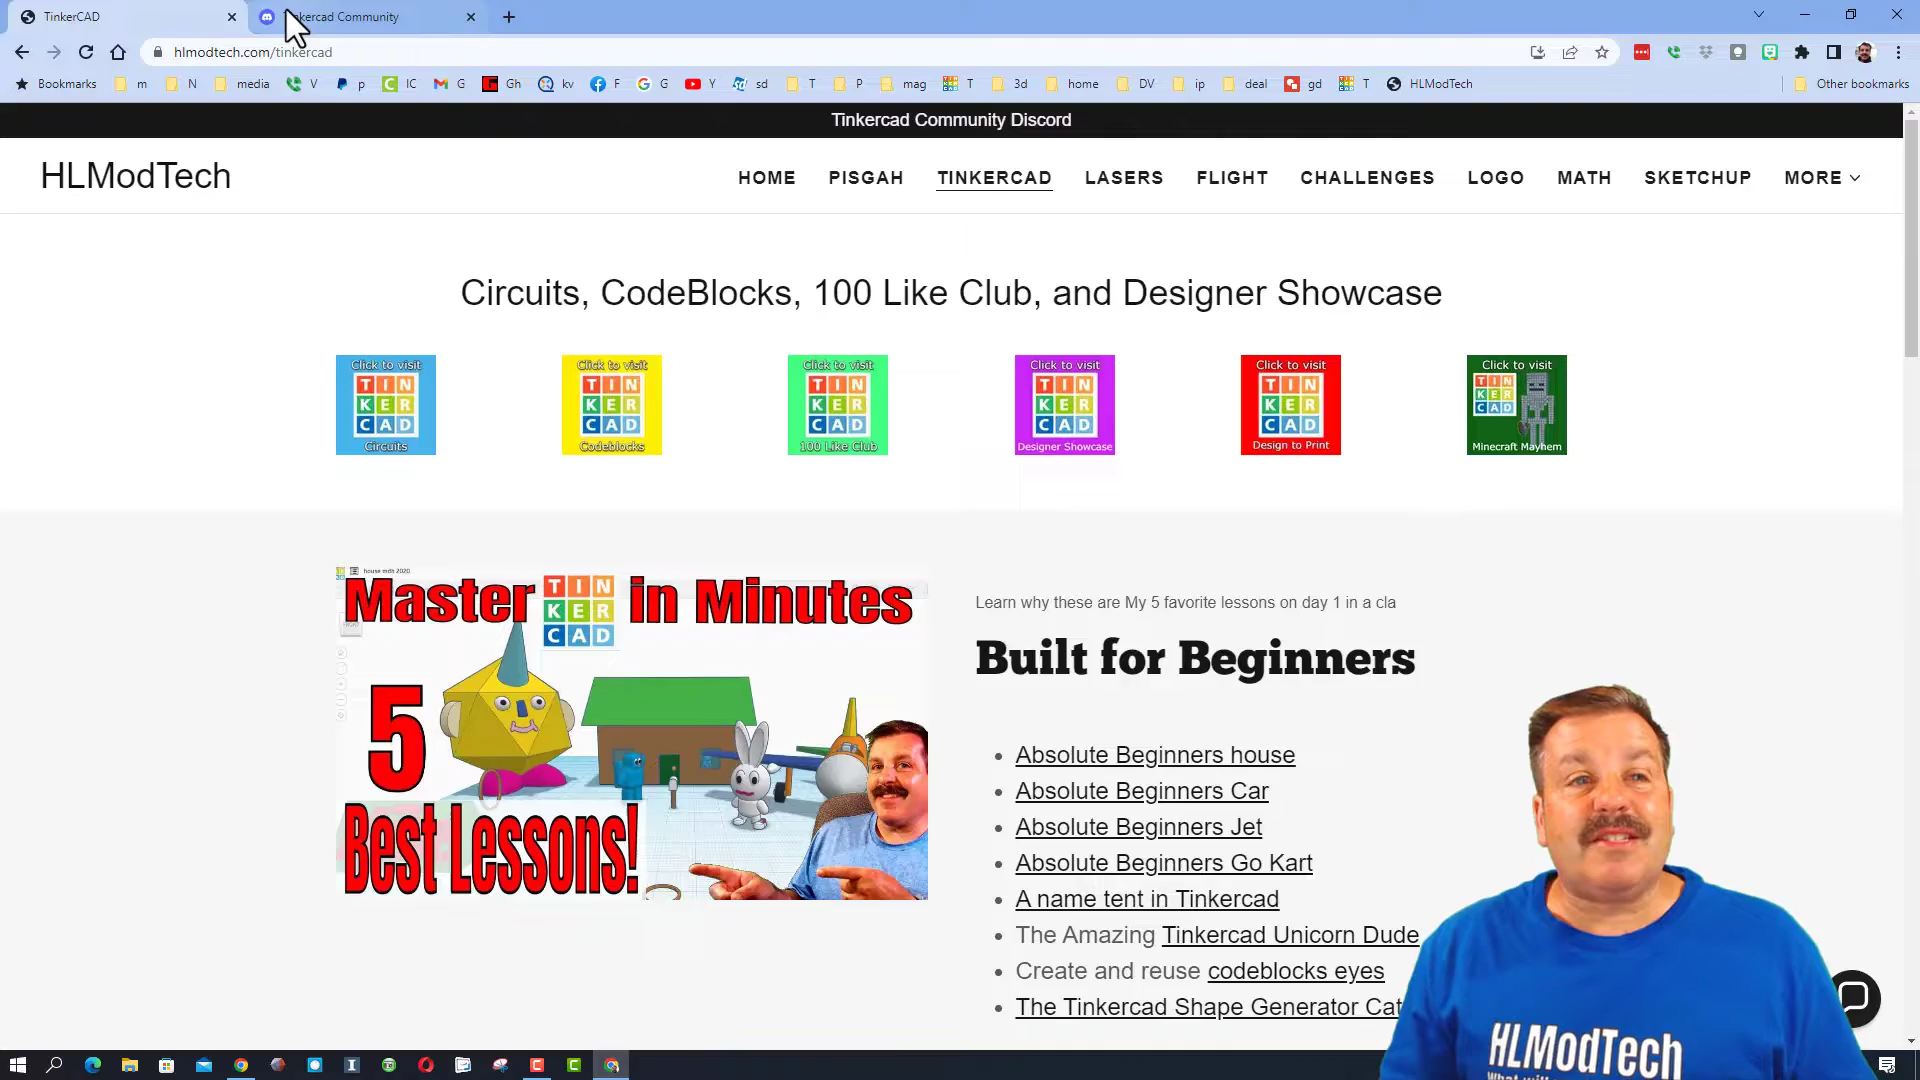 TinkerCAD
kercad Community
hlmodtech.com/tinkercad
Bookmarks m N media V p IC G Gh kv F G Y sd T P mag T 3d home DV ip deal gd T HLModTech Other bookmarks
Tinkercad Community Discord
HLModTech
HOME PISGAH TINKERCAD LASERS FLIGHT CHALLENGES LOGO MATH SKETCHUP MORE
Circuits, CodeBlocks, 100 Like Club, and Designer Showcase
Click to visit
TIN
KER
CAD
Circuits
Click to visit
TIN
KER
CAD
Codeblocks
Click to visit
TIN
KER
CAD
100 Like Club
Click to visit
TIN
KER
CAD
Designer Showcase
Click to visit
TIN
KER
CAD
Design to Print
Click to visit
TIN
KER
CAD
Minecraft Mayhem
house mdh 2020
Master TIN KER CAD in Minutes
5
Best Lessons!
Learn why these are My 5 favorite lessons on day 1 in a cla
Built for Beginners
Absolute Beginners house
Absolute Beginners Car
Absolute Beginners Jet
Absolute Beginners Go Kart
A name tent in Tinkercad
The Amazing Tinkercad Unicorn Dude
Create and reuse codeblocks eyes
The Tinkercad Shape Generator Cat
HLModTech